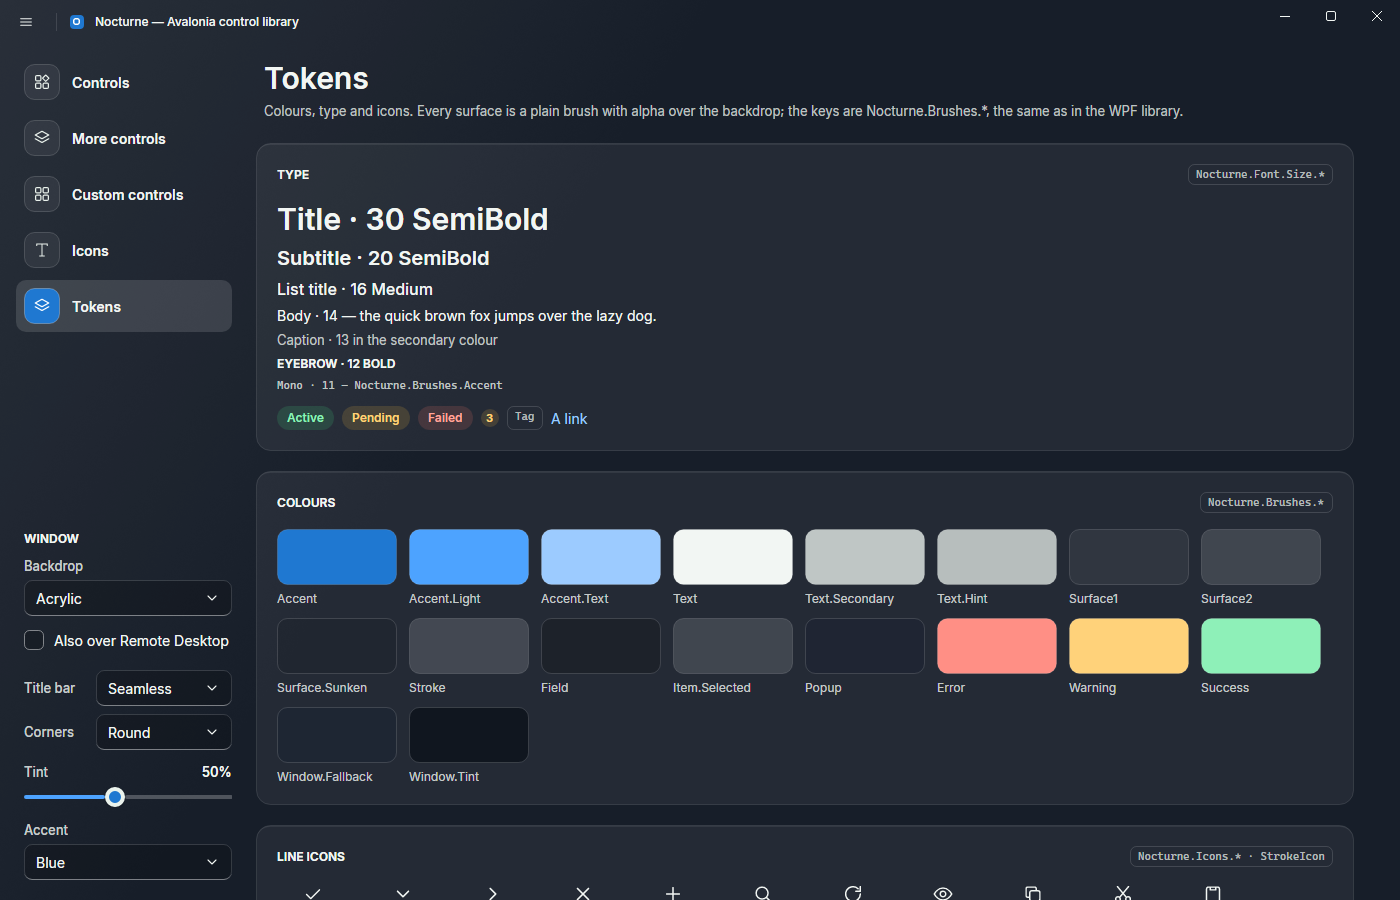 Nocturne — Avalonia control library
Controls
More controls
Custom controls
Icons
Tokens
WINDOW
Backdrop
Acrylic
Also over Remote Desktop
Title bar
Seamless
Corners
Round
Tint
50%
Accent
Blue
Tokens
Colours, type and icons. Every surface is a plain brush with alpha over the backdrop; the keys are Nocturne.Brushes.*, the same as in the WPF library.
TYPE
Nocturne.Font.Size.*
Title · 30 SemiBold
Subtitle · 20 SemiBold
List title · 16 Medium
Body · 14 — the quick brown fox jumps over the lazy dog.
Caption · 13 in the secondary colour
EYEBROW · 12 BOLD
Mono · 11 — Nocturne.Brushes.Accent
Active Pending Failed 3 Tag A link
COLOURS
Nocturne.Brushes.*
Accent Accent.Light Accent.Text Text Text.Secondary Text.Hint Surface1 Surface2
Surface.Sunken Stroke Field Item.Selected Popup Error Warning Success
Window.Fallback Window.Tint
LINE ICONS
Nocturne.Icons.* · StrokeIcon